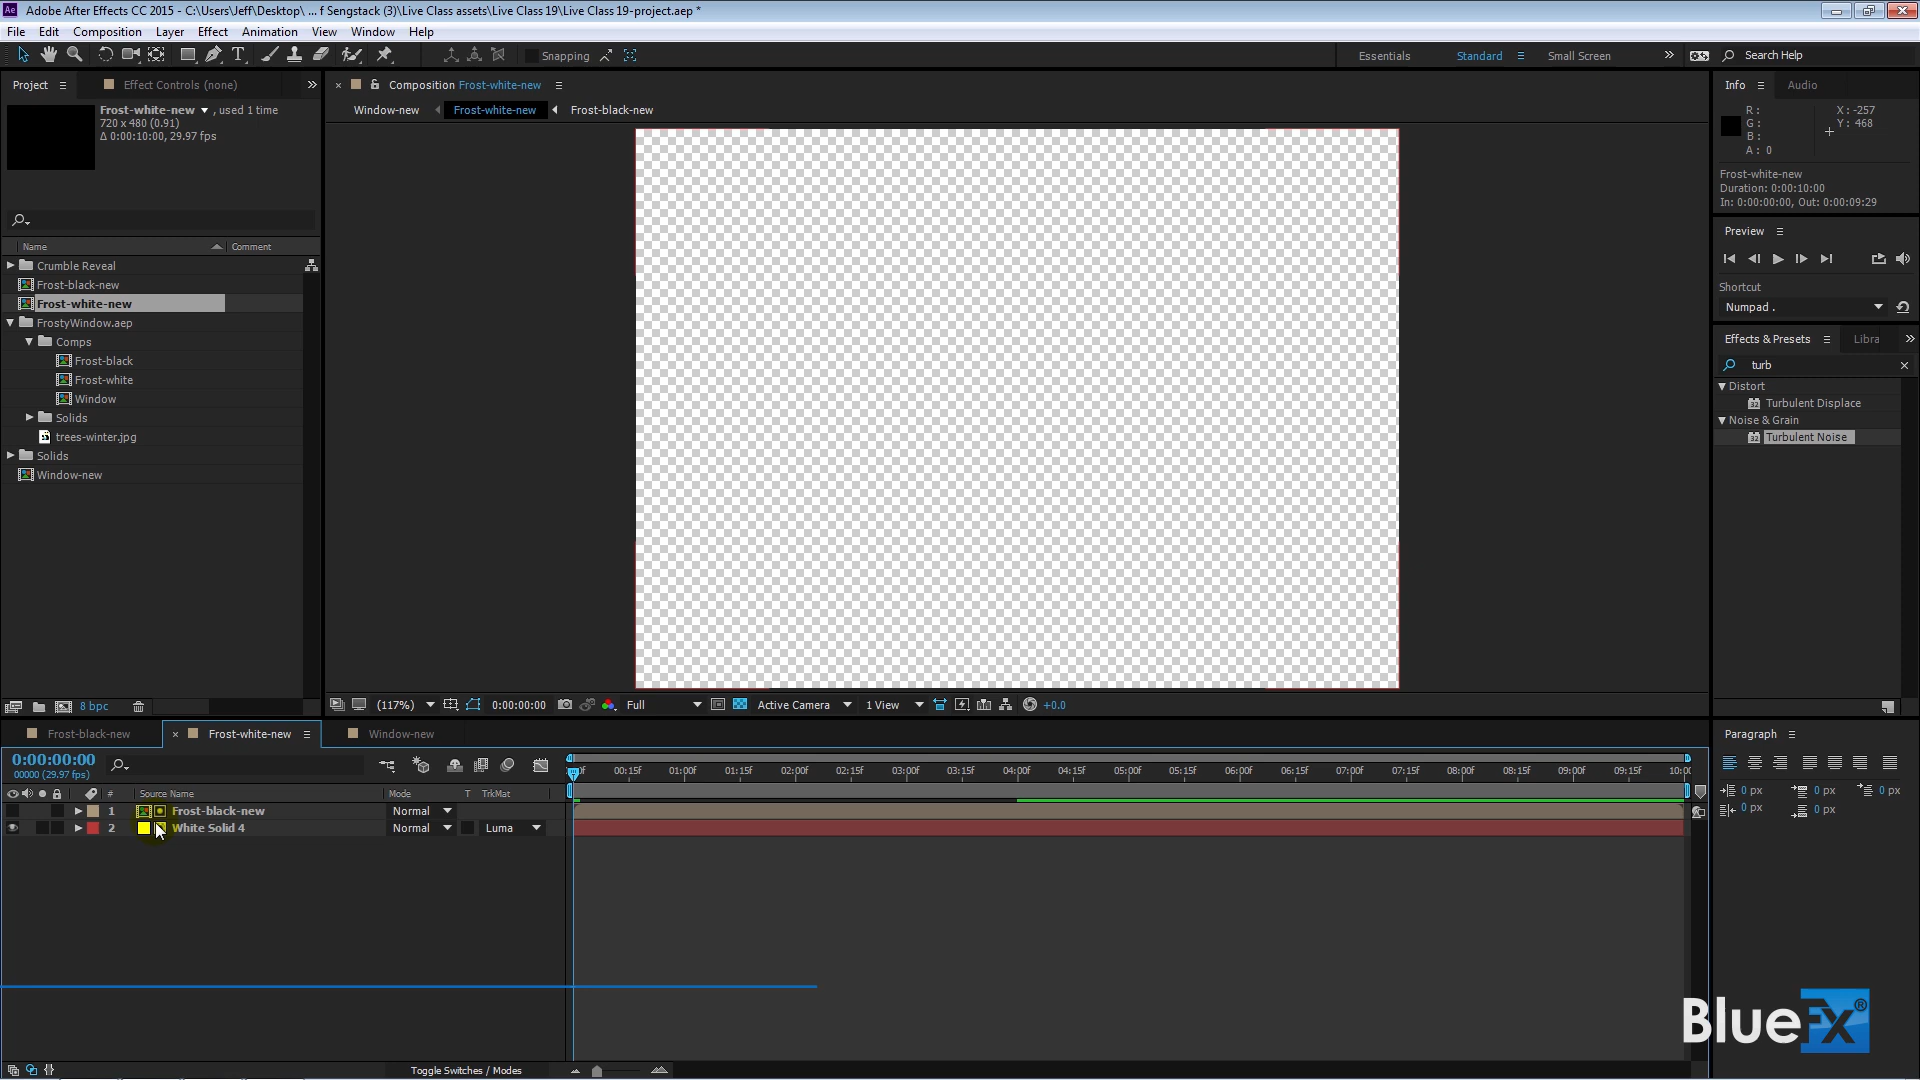 Adobe After Effects CC 2015 - C:\Users\Jeff\Desktop\ ... f Sengstack (3)\Live Class assets\Live Class 19\Live Class 19-project.aep *
File Edit Composition Layer Effect Animation View Window Help
Snapping Essentials Standard Small Screen Search Help
Project Effect Controls (none) Composition Frost-white-new Info Audio
Frost-white-new , used 1 time
720 x 480 (0.91)
Δ 0:00:10:00, 29.97 fps
Window-new Frost-white-new Frost-black-new
R :
G :
B :
A : 0
X : -257
Y : 468
Frost-white-new
Duration: 0:00:10:00
In: 0:00:00:00, Out: 0:00:09:29
Preview
Shortcut
Numpad .
Effects & Presets Libra
turb
Distort
Turbulent Displace
Noise & Grain
Turbulent Noise
Name Comment
Crumble Reveal
Frost-black-new
Frost-white-new
FrostyWindow.aep
Comps
Frost-black
Frost-white
Window
Solids
trees-winter.jpg
Solids
Window-new
8 bpc
(117%) 0:00:00:00 Full Active Camera 1 View +0.0
Frost-black-new Frost-white-new Window-new
0:00:00:00
00000 (29.97 fps)
00:15f 01:00f 01:15f 02:00f 02:15f 03:00f 03:15f 04:00f 04:15f 05:00f 05:15f 06:00f 06:15f 07:00f 07:15f 08:00f 08:15f 09:00f 09:15f
# Source Name Mode T TrkMat
1 Frost-black-new Normal
2 White Solid 4 Normal Luma
Paragraph
0 px 0 px 0 px
0 px 0 px
BlueFX®
Toggle Switches / Modes